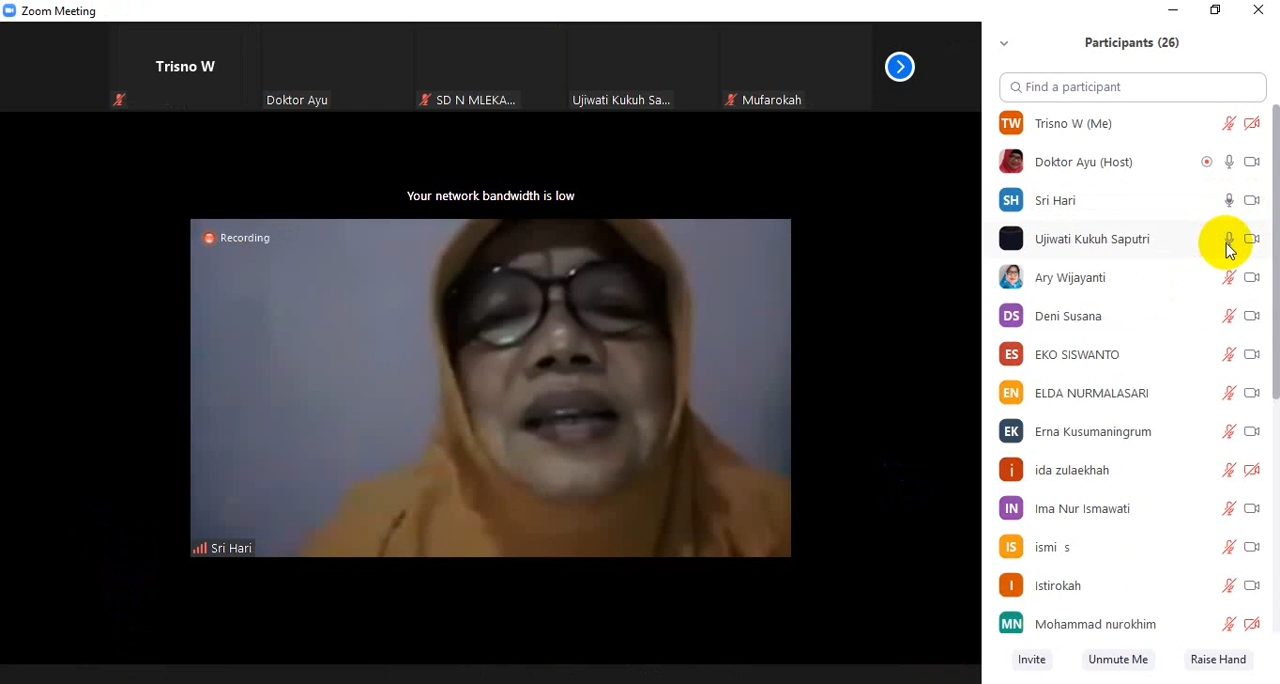 Zoom Meeting
Trisno W
Doktor Ayu
SD N MLEKA...
Ujiwati Kukuh Sa...
Mufarokah
Your network bandwidth is low
Recording
Sri Hari
Participants (26)
Find a participant
TW Trisno W (Me)
Doktor Ayu (Host)
SH Sri Hari
Ujiwati Kukuh Saputri
Ary Wijayanti
DS Deni Susana
ES EKO SISWANTO
EN ELDA NURMALASARI
EK Erna Kusumaningrum
i ida zulaekhah
IN Ima Nur Ismawati
IS ismi s
I Istirokah
MN Mohammad nurokhim
Invite
Unmute Me
Raise Hand